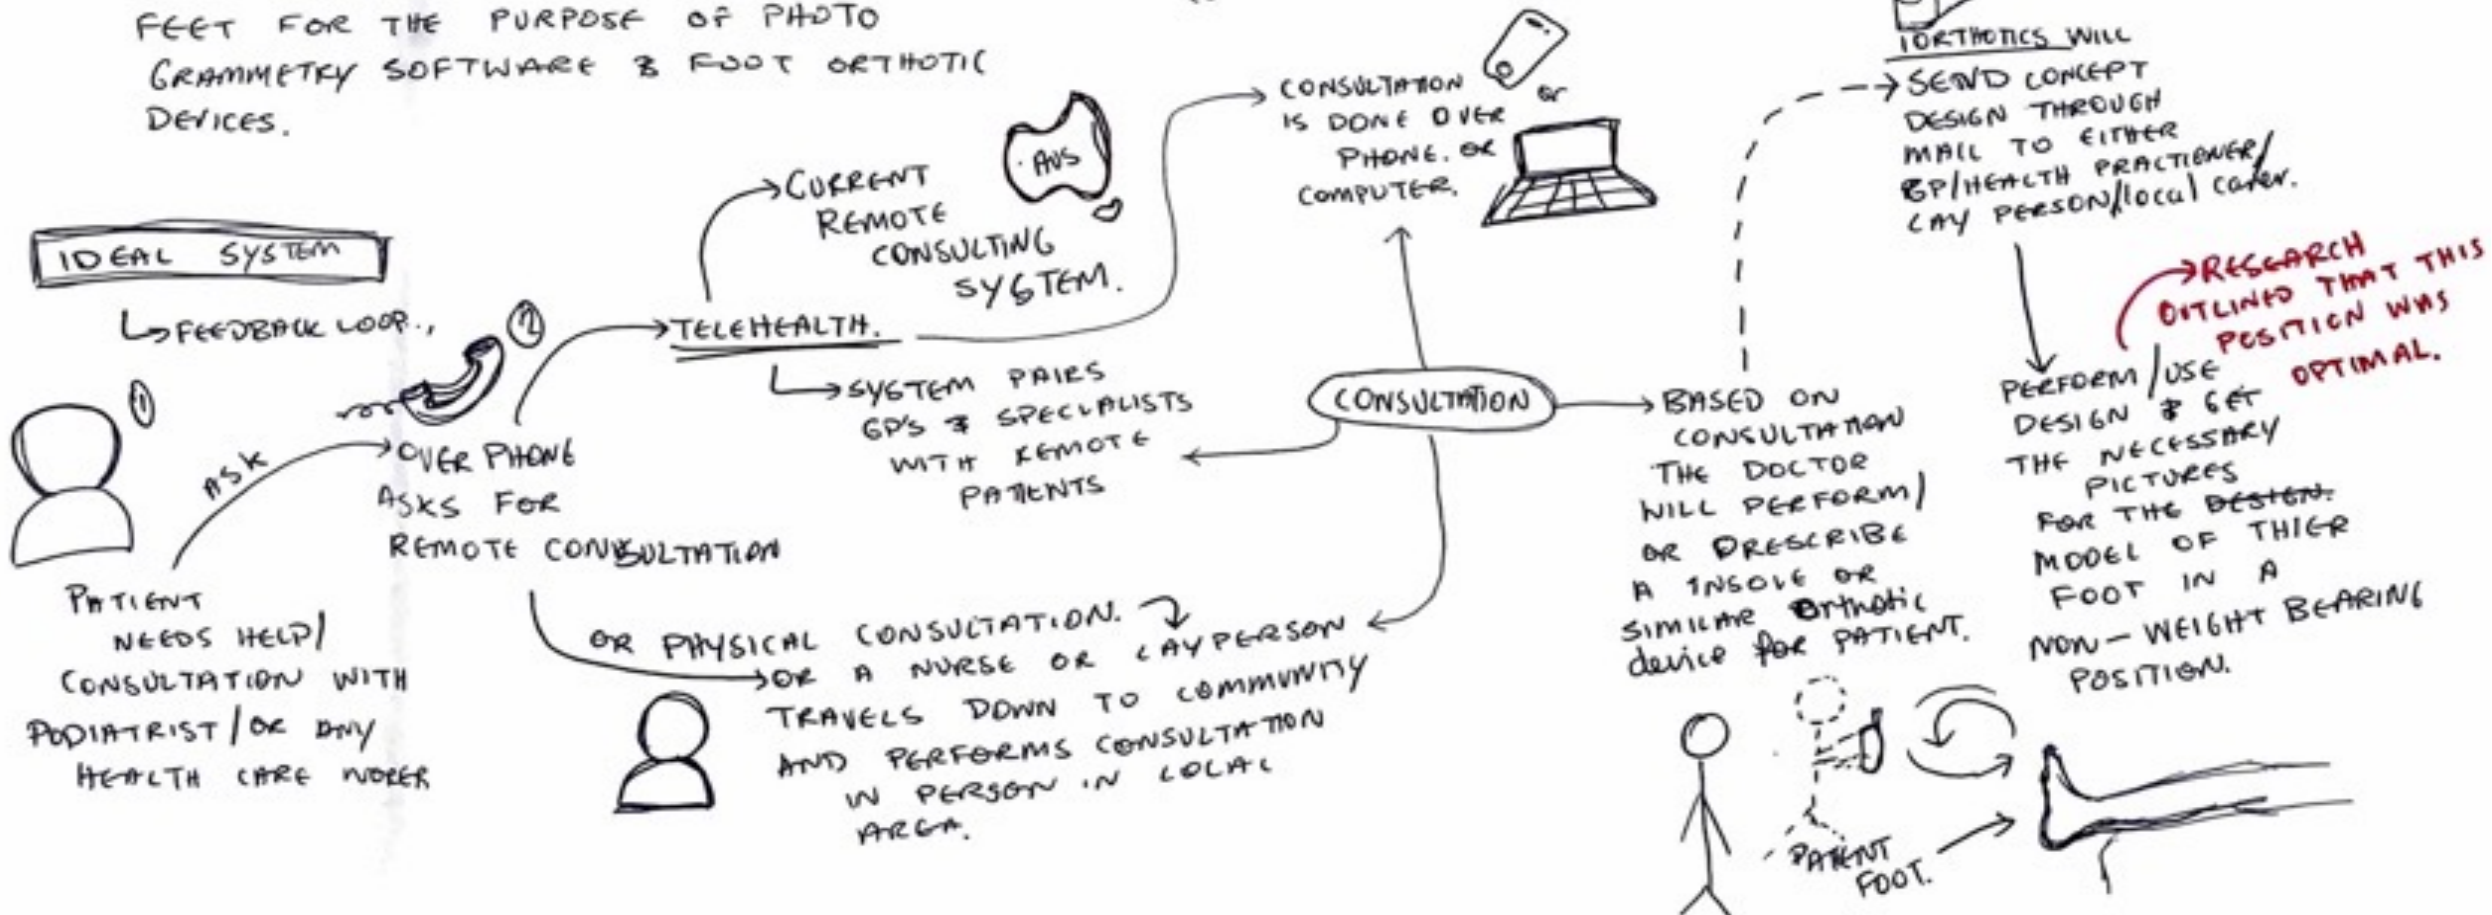 FEET FOR THE PURPOSE OF PHOTO
GRAMMETRY SOFTWARE & FOOT ORTHOTIC
DEVICES.
IDEAL SYSTEM
FEEDBACK LOOP..,
1
PATIENT
NEEDS HELP/
CONSULTATION WITH
PODIATRIST/OR ANY
HEALTH CARE WORER
ASK
2
OVER PHONE
ASKS FOR
REMOTE CONSULTATION
TELEHEALTH.
CURRENT
REMOTE
CONSULTING
SYSTEM.
AUS
SYSTEM PAIRS
GP'S & SPECIALISTS
WITH REMOTE
PATIENTS
OR PHYSICAL CONSULTATION.
OR A NURSE OR LAYPERSON
TRAVELS DOWN TO COMMUNITY
AND PERFORMS CONSULTATION
IN PERSON IN LOCAL
AREA.
CONSULTATION
IS DONE OVER
PHONE. OR
COMPUTER.
or
CONSULTATION
BASED ON
CONSULTATION
THE DOCTOR
WILL PERFORM/
OR PRESCRIBE
A INSOLE OR
SIMILAR Orthotic
device for PATIENT.
IORTHOTICS WILL
SEND CONCEPT
DESIGN THROUGH
MAIL TO EITHER
GP/HEALTH PRACTIONER/
LAY PERSON/local carer.
RESEARCH
OUTLINED THAT THIS
POSITION WAS
OPTIMAL.
PERFORM/USE
DESIGN & GET
THE NECESSARY
PICTURES
FOR THE DESIGN.
MODEL OF THIER
FOOT IN A
NON-WEIGHT BEARING
POSITION.
PATIENT
FOOT.